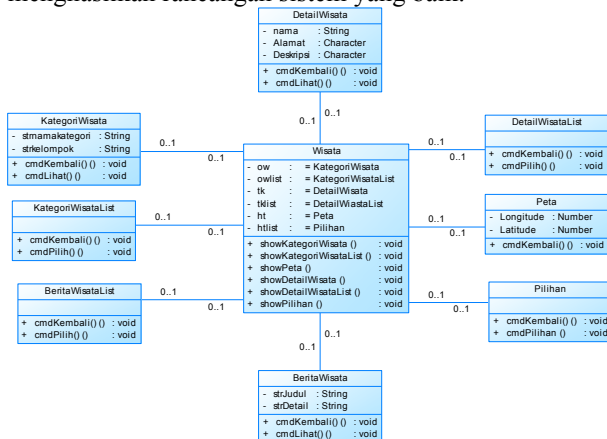 menghasilkan rancangan sistem yang baik.
DetailWisata
- nama : String
- Alamat : Character
- Deskripsi : Character
+ cmdKembali() () : void
+ cmdLihat() () : void
0..1
0..1
KategoriWisata
- strnamakategori : String
- strkelompok : String
+ cmdKembali() () : void
+ cmdLihat() () : void
0..1
0..1
KategoriWisataList
+ cmdKembali() () : void
+ cmdPilih() () : void
0..1
0..1
BeritaWisataList
+ cmdKembali() () : void
+ cmdPilih() () : void
0..1
0..1
Wisata
- ow : = KategoriWisata
- owlist : = KategoriWisataList
- tk : = DetailWisata
- tklist : = DetailWiastaList
- ht : = Peta
- htlist : = Pilihan
+ showKategoriWisata () : void
+ showKategoriWisataList () : void
+ showPeta () : void
+ showDetailWisata () : void
+ showDetailWisataList () : void
+ showPilihan () : void
DetailWisataList
+ cmdKembali() () : void
+ cmdPilih() () : void
0..1
0..1
Peta
- Longitude : Number
- Latitude : Number
+ cmdKembali() () : void
0..1
0..1
Pilihan
+ cmdKembali() () : void
+ cmdPilihan () : void
0..1
0..1
0..1
0..1
BeritaWisata
- strJudul : String
- strDetail : String
+ cmdKembali() () : void
+ cmdLihat() () : void